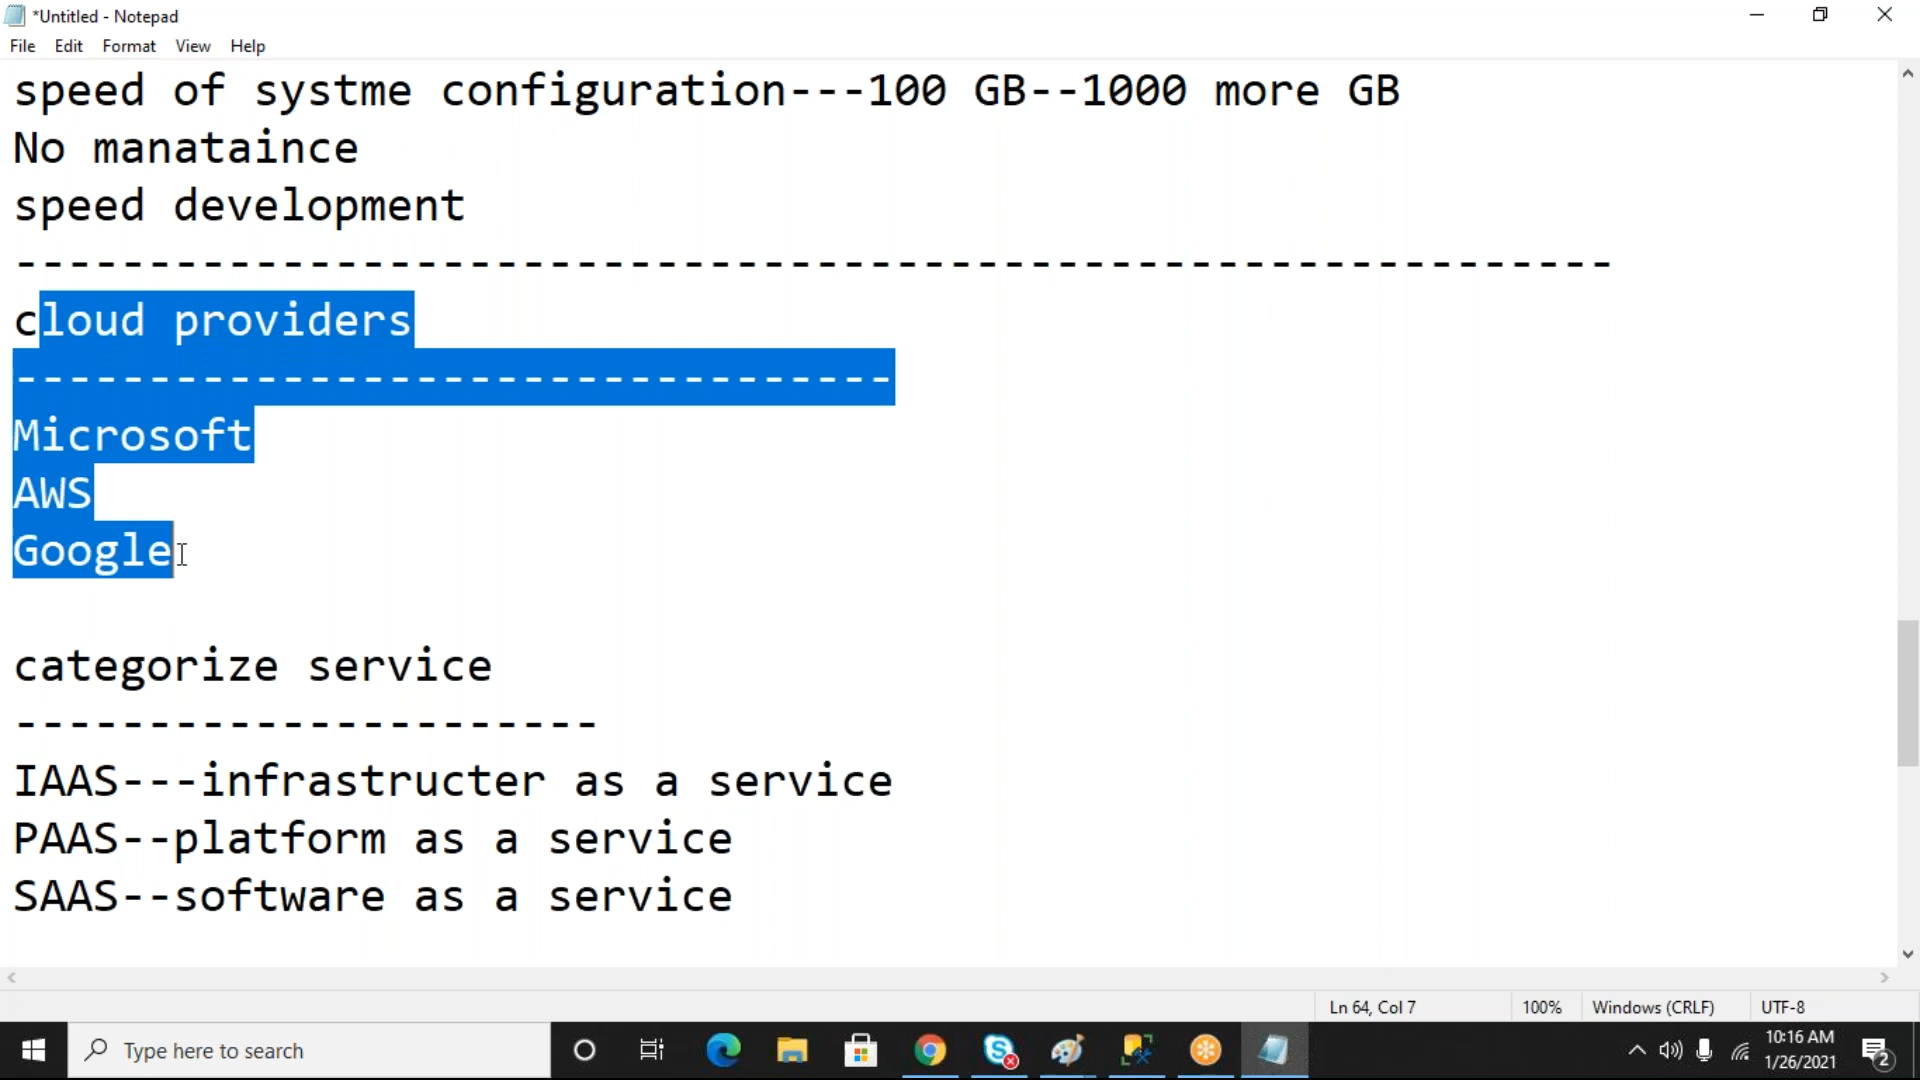 *Untitled - Notepad
File Edit Format View Help
speed of systme configuration---100 GB--1000 more GB
No manataince
speed development
------------------------------------------------------------
cloud providers
---------------------------------
Microsoft
AWS
Google
categorize service
----------------------
IAAS---infrastructer as a service
PAAS--platform as a service
SAAS--software as a service
Ln 64, Col 7 100% Windows (CRLF) UTF-8
Type here to search
10:16 AM
1/26/2021
2